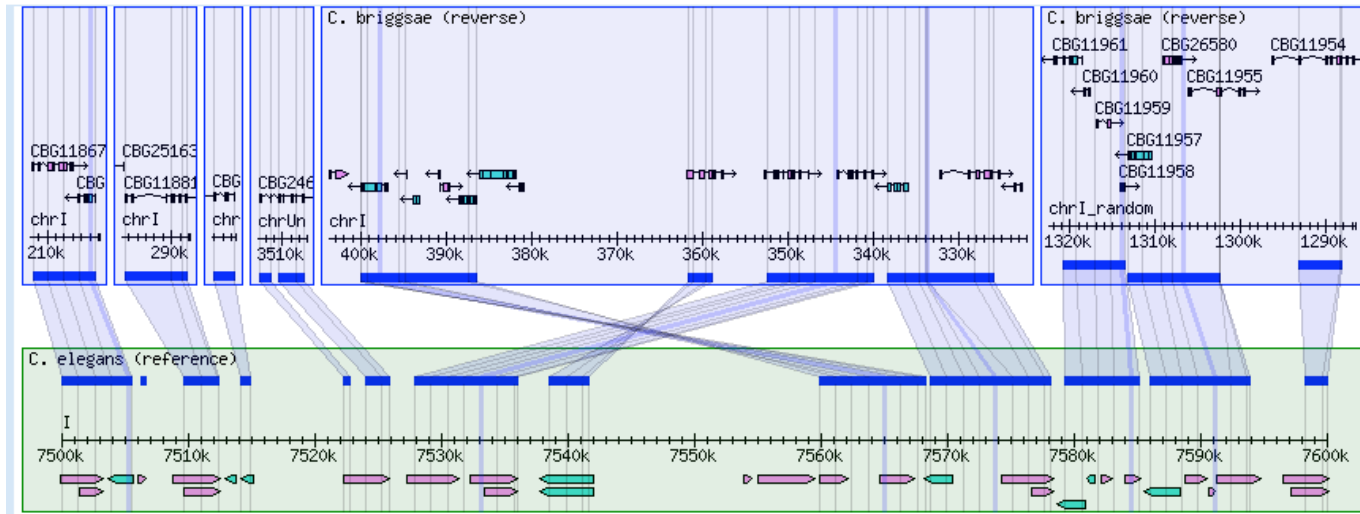 C. briggsae (reverse)
C. briggsae (reverse)
CBG11961
CBG26580
CBG11954
CBG11960
CBG11955
CBG11959
CBG11867
CBG25163
CBG11957
CBG
CBG11881
CBG
CBG246
CBG11958
chrI
chrI
chr
chrUn
chrI
chrI_random
210k
290k
3510k
400k
390k
380k
370k
360k
350k
340k
330k
1320k
1310k
1300k
1290k
C. elegans (reference)
I
7500k
7510k
7520k
7530k
7540k
7550k
7560k
7570k
7580k
7590k
7600k